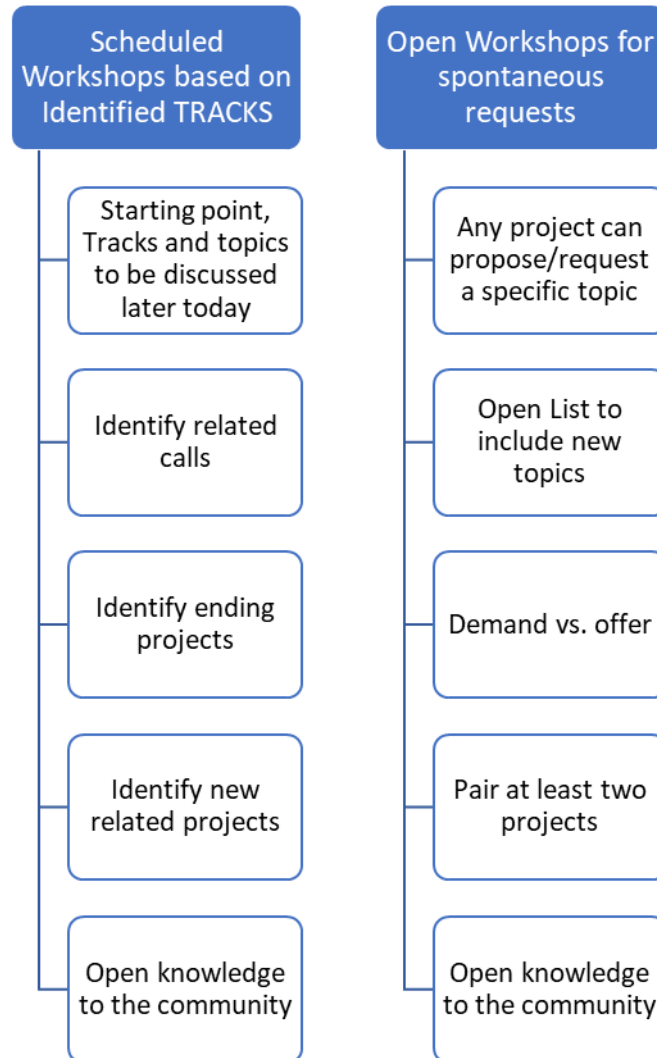 Scheduled
Workshops based on
Identified TRACKS
Starting point,
Tracks and topics
to be discussed
later today
Identify related
calls
Identify ending
projects
Identify new
related projects
Open knowledge
to the community
Open Workshops for
spontaneous
requests
Any project can
propose/request
a specific topic
Open List to
include new
topics
Demand vs. offer
Pair at least two
projects
Open knowledge
to the community